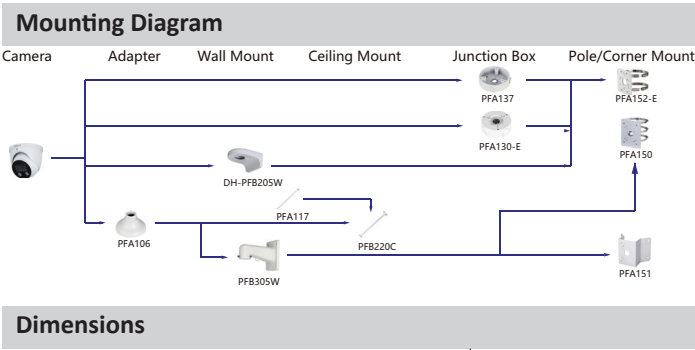 Mounting Diagram
Camera Adapter Wall Mount Ceiling Mount Junction Box Pole/Corner Mount
PFA137
PFA152-E
PFA130-E
PFA150
DH-PFB205W
PFA117
PFA106
PFB220C
PFB305W
PFA151
Dimensions